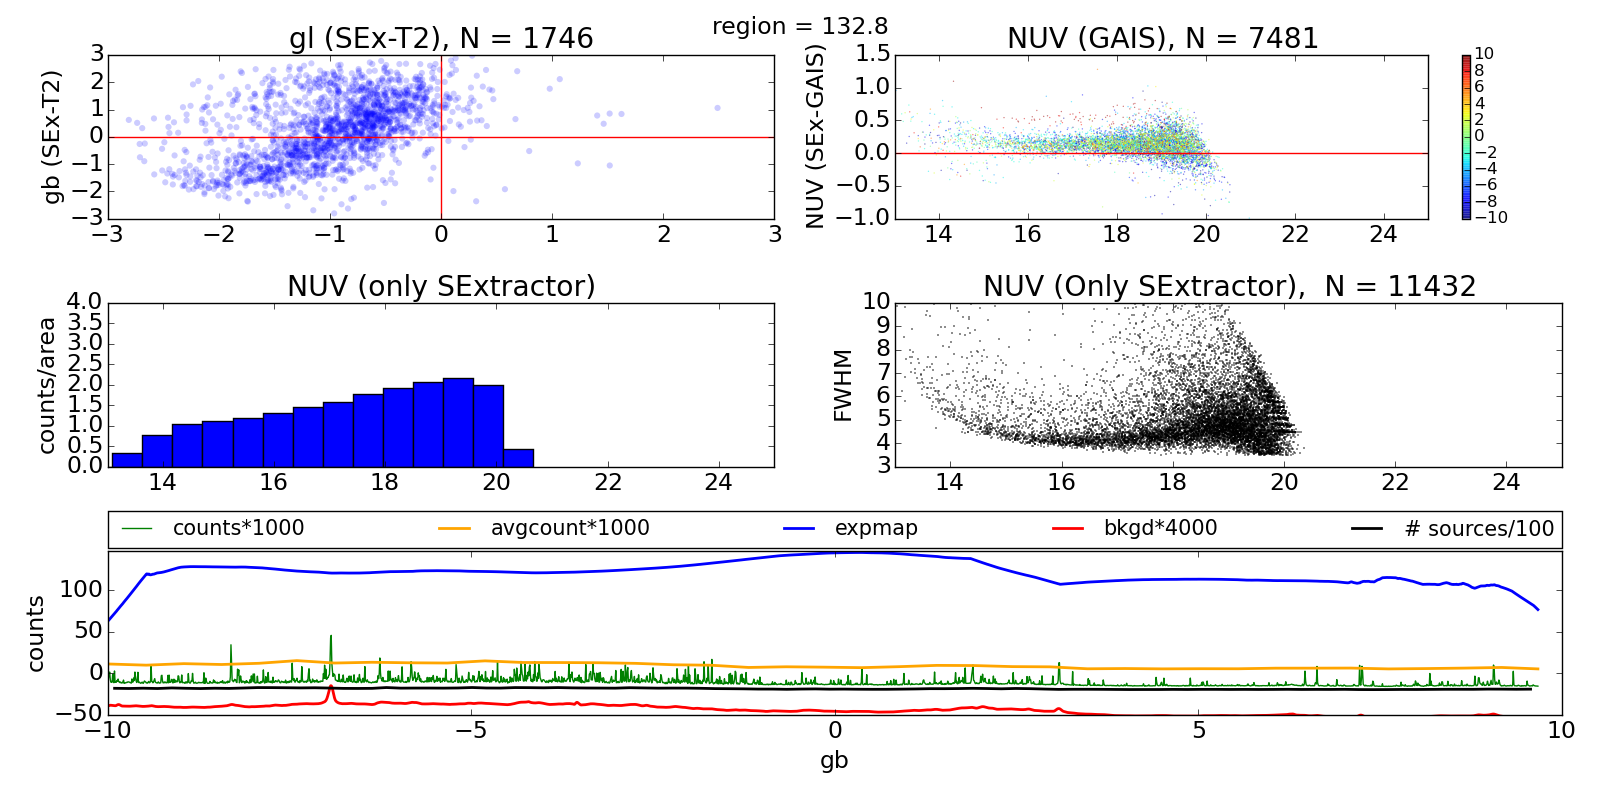 region = 132.8
gl (SEx-T2), N = 1746
gb (SEx-T2)
3
2
1
0
−1
−2
−3
−3 −2 −1 0 1 2 3
NUV (GAIS), N = 7481
NUV (SEx-GAIS)
1.5
1.0
0.5
0.0
−0.5
−1.0
14 16 18 20 22 24
10
8
6
4
2
0
−2
−4
−6
−8
−10
NUV (only SExtractor)
counts/area
4.0
3.5
3.0
2.5
2.0
1.5
1.0
0.5
0.0
14 16 18 20 22 24
NUV (Only SExtractor), N = 11432
FWHM
10
9
8
7
6
5
4
3
14 16 18 20 22 24
counts*1000 avgcount*1000 expmap bkgd*4000 # sources/100
counts
100
50
0
−50
−10 −5 0 5 10
gb